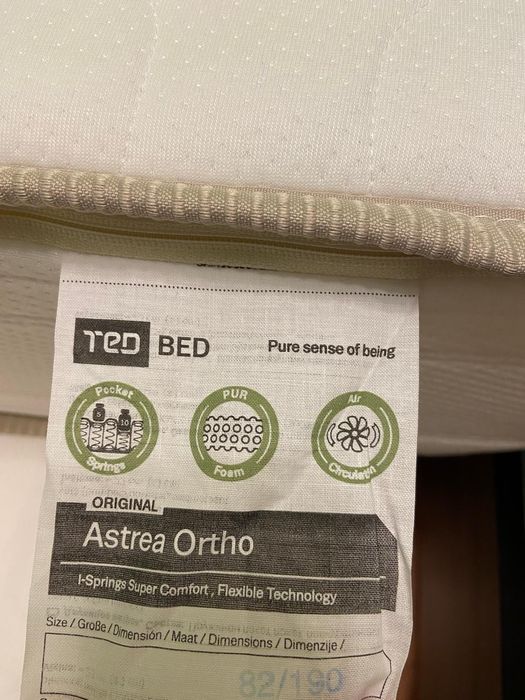 TED BED
Pure sense of being
Pocket Springs
5 10
PUR Foam
Air Circulation
ORIGINAL
Astrea Ortho
I-Springs Super Comfort, Flexible Technology
Size / Große / Dimensión / Maat / Dimensions / Dimenzije /
82/190